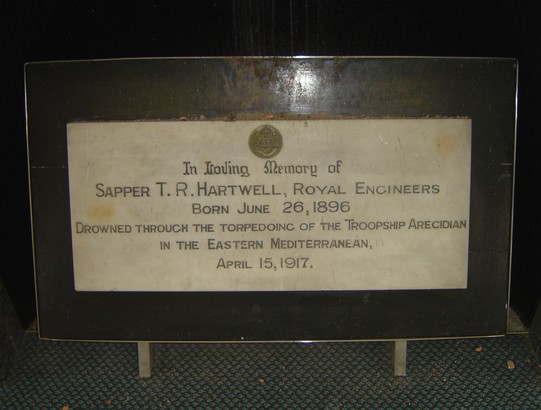 In Loving Memory of
SAPPER T. R. HARTWELL, ROYAL ENGINEERS
BORN JUNE 26, 1896
DROWNED THROUGH THE TORPEDOING OF THE TROOPSHIP ARECIDIAN
IN THE EASTERN MEDITERRANEAN,
APRIL 15, 1917.